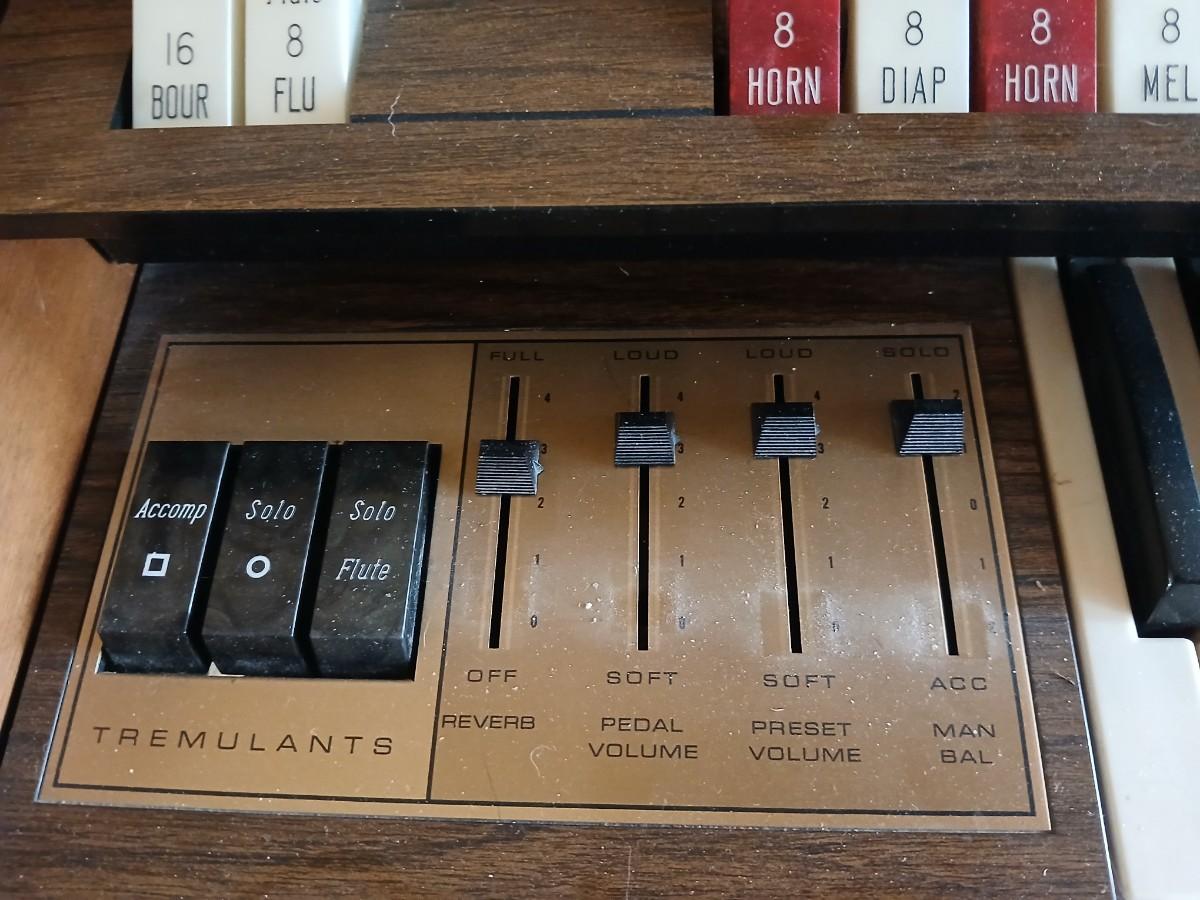 16
BOUR
8
FLU
8
HORN
8
DIAP
8
HORN
8
MEL
FULL
LOUD
LOUD
SOLO
4
4
4
2
3
3
3
2
2
2
0
1
1
1
1
0
0
0
Accomp
Solo
Solo
Flute
OFF
SOFT
SOFT
ACC
REVERB
PEDAL
VOLUME
PRESET
VOLUME
MAN
BAL
TREMULANTS